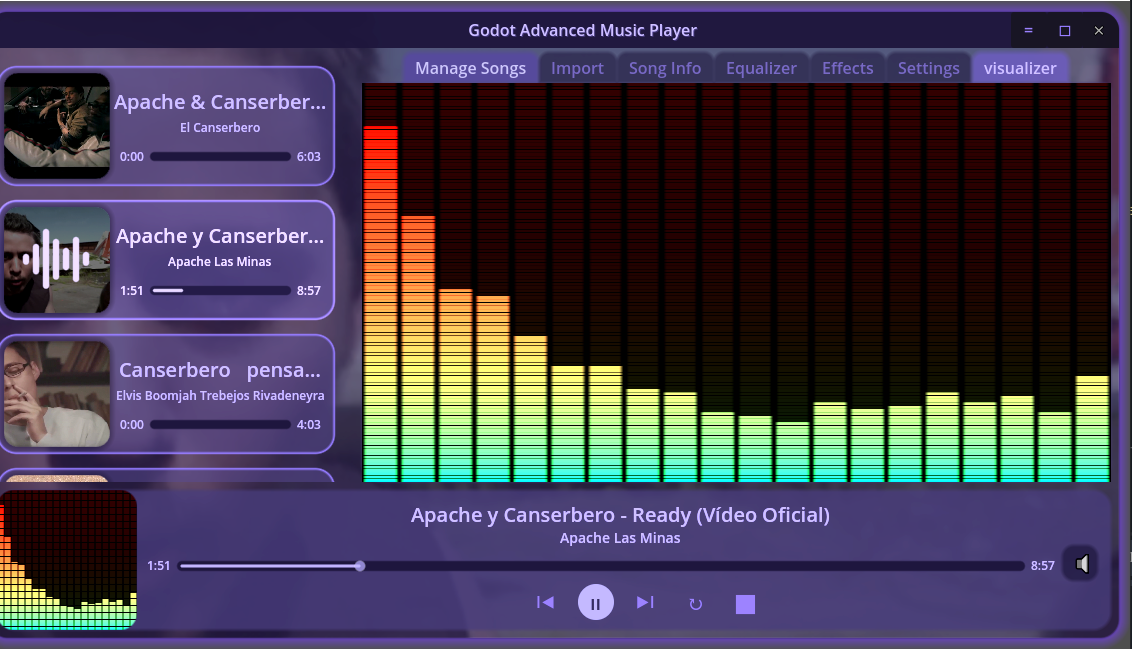 Godot Advanced Music Player
Manage Songs Import Song Info Equalizer Effects Settings visualizer
Apache & Canserber...
El Canserbero
0:00 6:03
Apache y Canserber...
Apache Las Minas
1:51 8:57
Canserbero pensa...
Elvis Boomjah Trebejos Rivadeneyra
0:00 4:03
Apache y Canserbero - Ready (Vídeo Oficial)
Apache Las Minas
1:51 8:57